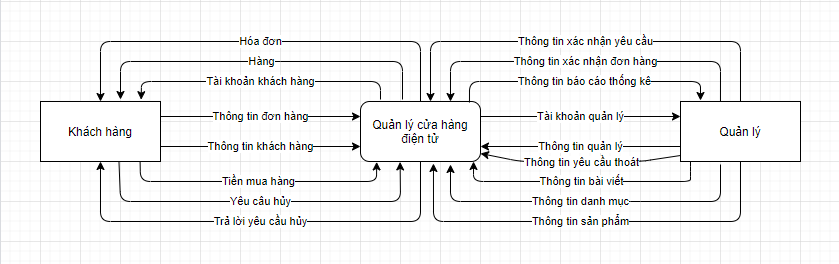 Hóa đơn
Hàng
Tài khoản khách hàng
Khách hàng
Thông tin đơn hàng
Thông tin khách hàng
Tiền mua hàng
Yêu câu hủy
Trả lời yêu cầu hủy
Quản lý cửa hàng
điện tử
Thông tin xác nhận yêu cầu
Thông tin xác nhận đơn hàng
Thông tin báo cáo thống kê
Tài khoản quản lý
Thông tin quản lý
Thông tin yêu cầu thoát
Thông tin bài viết
Thông tin danh mục
Thông tin sản phẩm
Quản lý